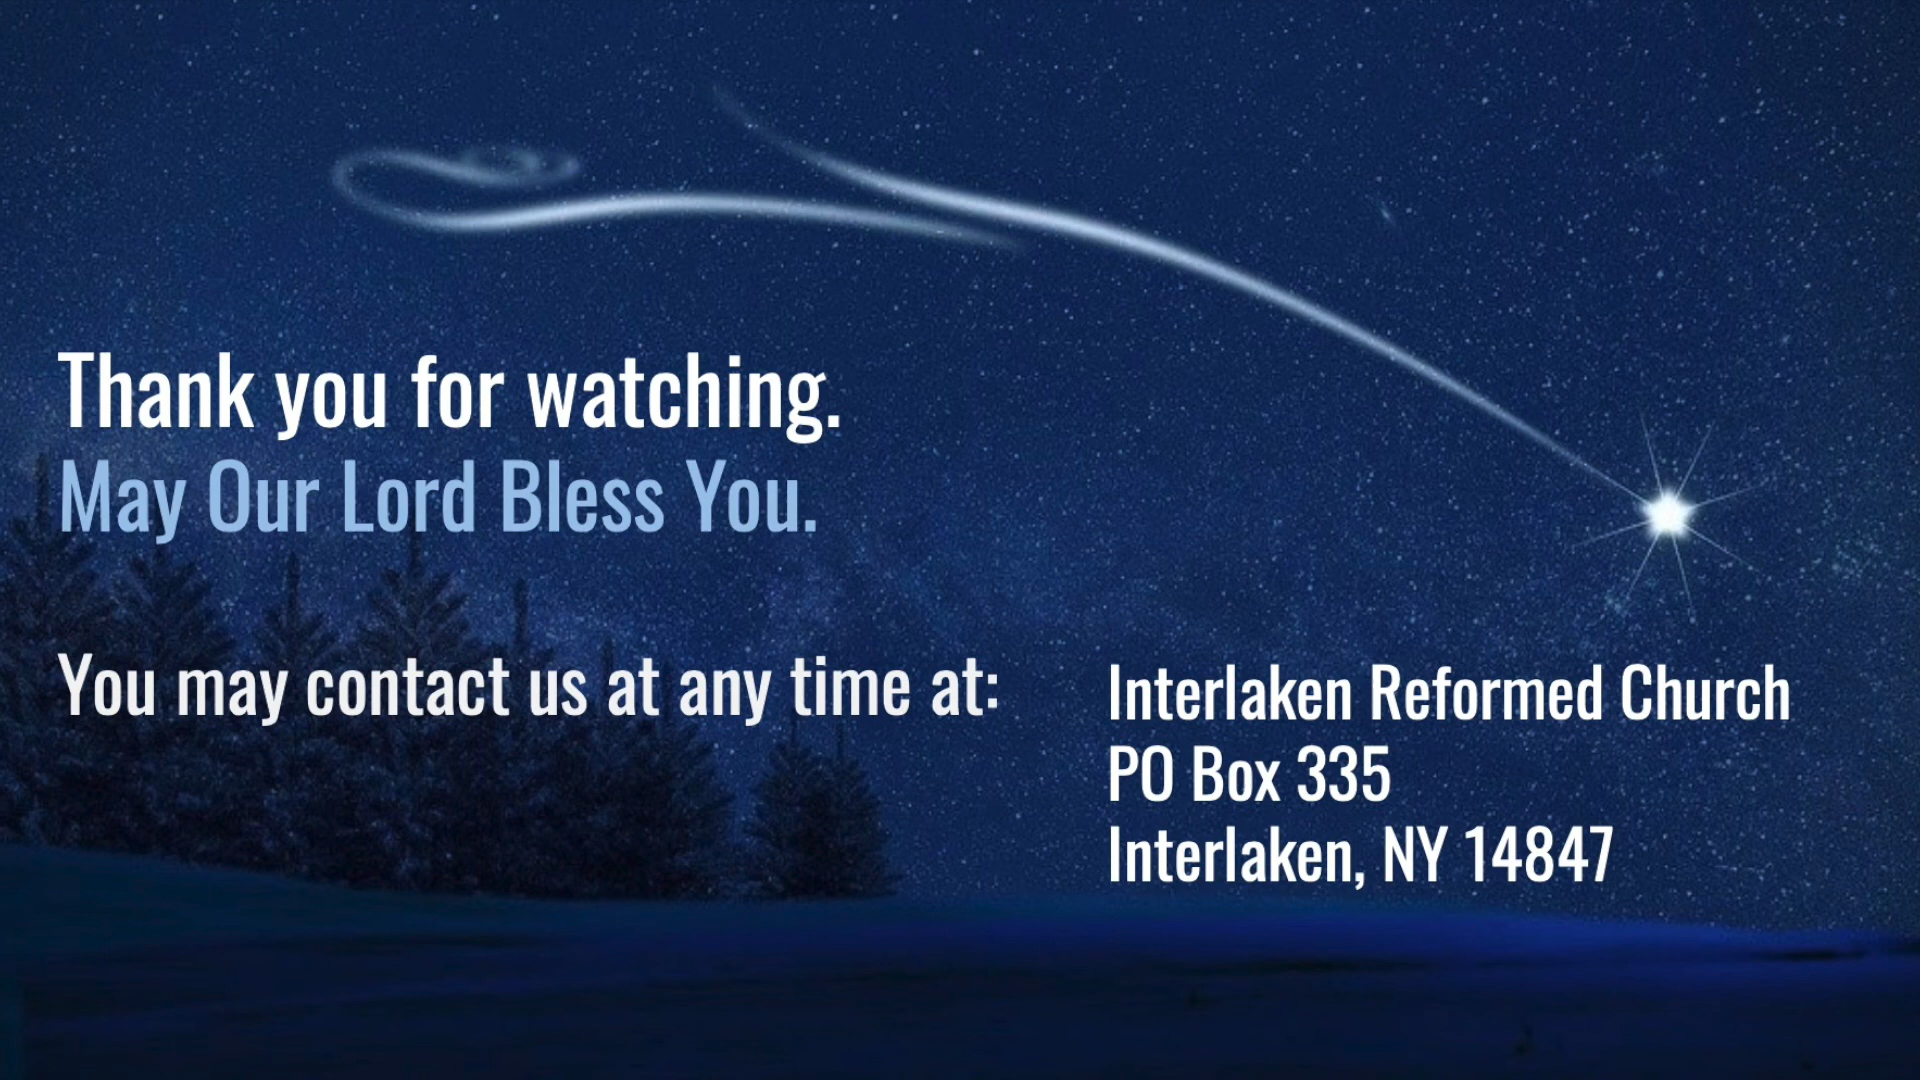 Thank you for watching.
May Our Lord Bless You.
You may contact us at any time at:
Interlaken Reformed Church
PO Box 335
Interlaken, NY 14847